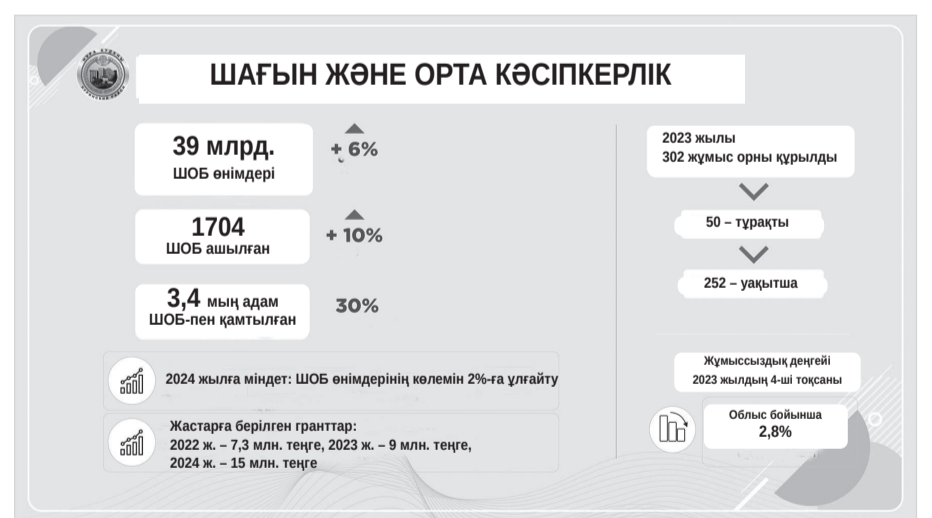 ШАҒЫН ЖӘНЕ ОРТА КӘСІПКЕРЛІК
39 млрд.
ШОБ өнімдері
+ 6%
1704
ШОБ ашылған
+ 10%
3,4 мың адам
ШОБ-пен қамтылған
30%
2024 жылға міндет: ШОБ өнімдерінің көлемін 2%-ға ұлғайту
Жастарға берілген гранттар:
2022 ж. – 7,3 млн. теңге, 2023 ж. – 9 млн. теңге,
2024 ж. – 15 млн. теңге
2023 жылы
302 жұмыс орны құрылды
50 – тұрақты
252 – уақытша
Жұмыссыздық деңгейі
2023 жылдың 4-ші тоқсаны
Облыс бойынша
2,8%